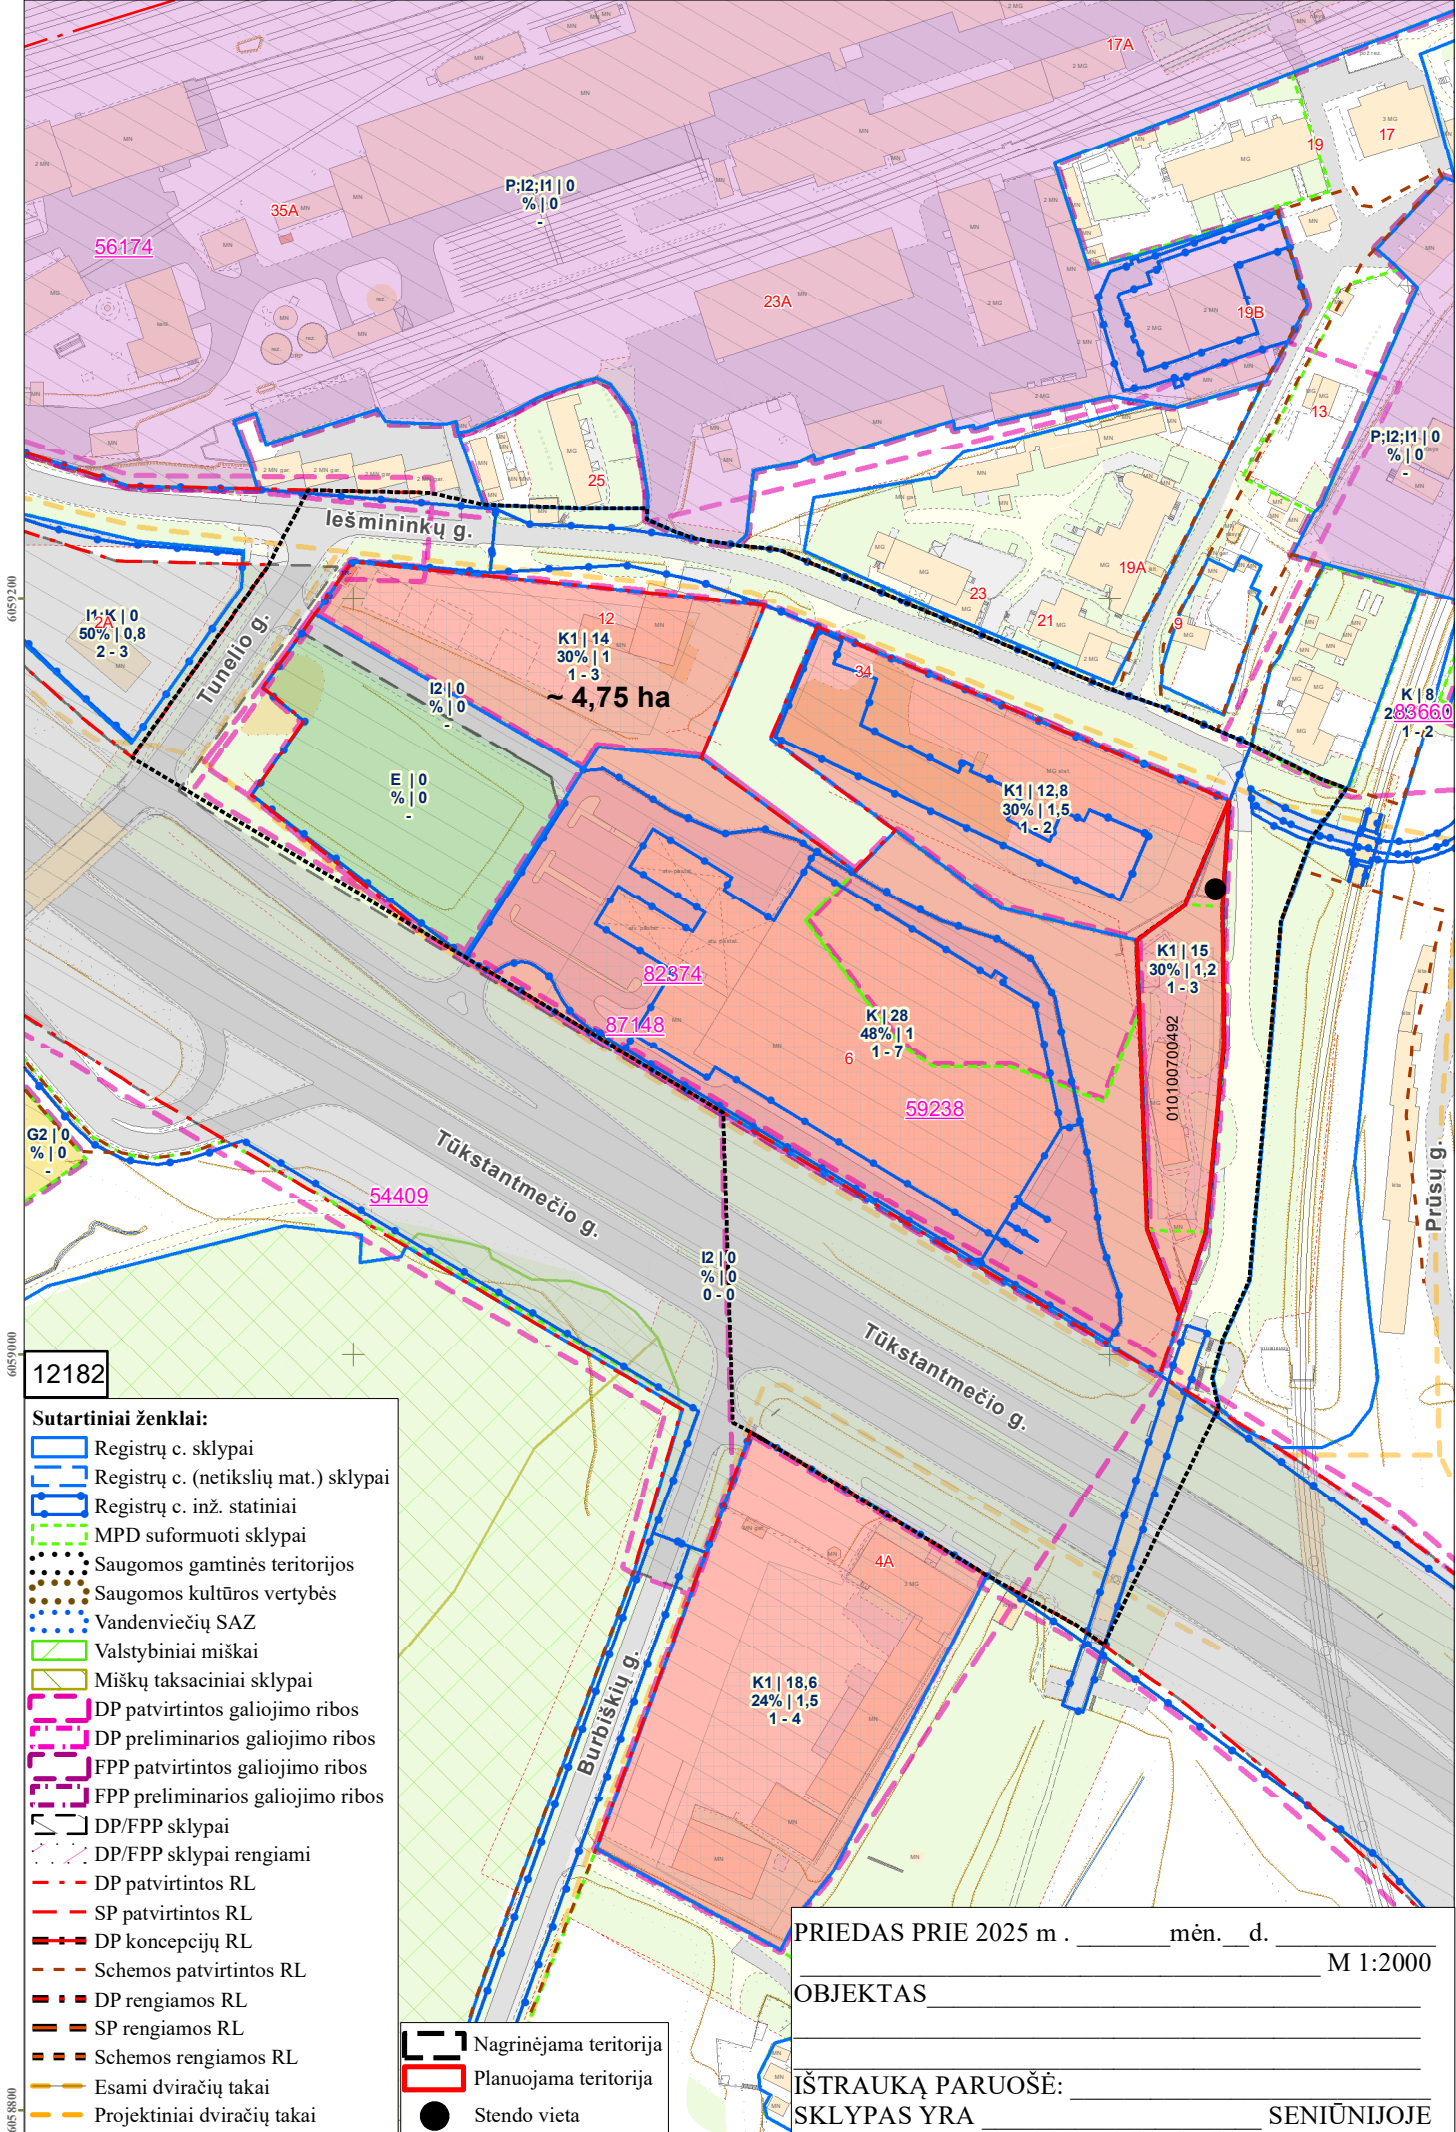 17A
17
19
35A
P;I2;I1 | 0
% | 0
-
56174
23A
19B
13
P;I2;I1 | 0
% | 0
-
25
Iešmininkų g.
19A
23
21
9
I1;K | 0
2A
50% | 0,8
2 - 3
Tunelio g.
12
K1 | 14
30% | 1
1 - 3
~ 4,75 ha
I2 | 0
% | 0
-
34
K | 8
83660
1 - 2
E | 0
% | 0
-
K1 | 12,8
30% | 1,5
1 - 2
K1 | 15
30% | 1,2
1 - 3
82374
87148
K | 28
48% | 1
1 - 7
6
59238
010100700492
G2 | 0
% | 0
-
54409
Tūkstantmečio g.
Prūsų g.
I2 | 0
% | 0
0 - 0
Tūkstantmečio g.
4A
K1 | 18,6
24% | 1,5
1 - 4
Burbiškių g.
6059200
6059000
6058800
12182
Sutartiniai ženklai:
Registrų c. sklypai
Registrų c. (netikslių mat.) sklypai
Registrų c. inž. statiniai
MPD suformuoti sklypai
Saugomos gamtinės teritorijos
Saugomos kultūros vertybės
Vandenviečių SAZ
Valstybiniai miškai
Miškų taksaciniai sklypai
DP patvirtintos galiojimo ribos
DP preliminarios galiojimo ribos
FPP patvirtintos galiojimo ribos
FPP preliminarios galiojimo ribos
DP/FPP sklypai
DP/FPP sklypai rengiami
DP patvirtintos RL
SP patvirtintos RL
DP koncepcijų RL
Schemos patvirtintos RL
DP rengiamos RL
SP rengiamos RL
Schemos rengiamos RL
Esami dviračių takai
Projektiniai dviračių takai
Nagrinėjama teritorija
Planuojama teritorija
Stendo vieta
PRIEDAS PRIE 2025 m . _______mėn.__d. ____________
M 1:2000
OBJEKTAS
IŠTRAUKĄ PARUOŠĖ:
SKLYPAS YRA ____________________ SENIŪNIJOJE